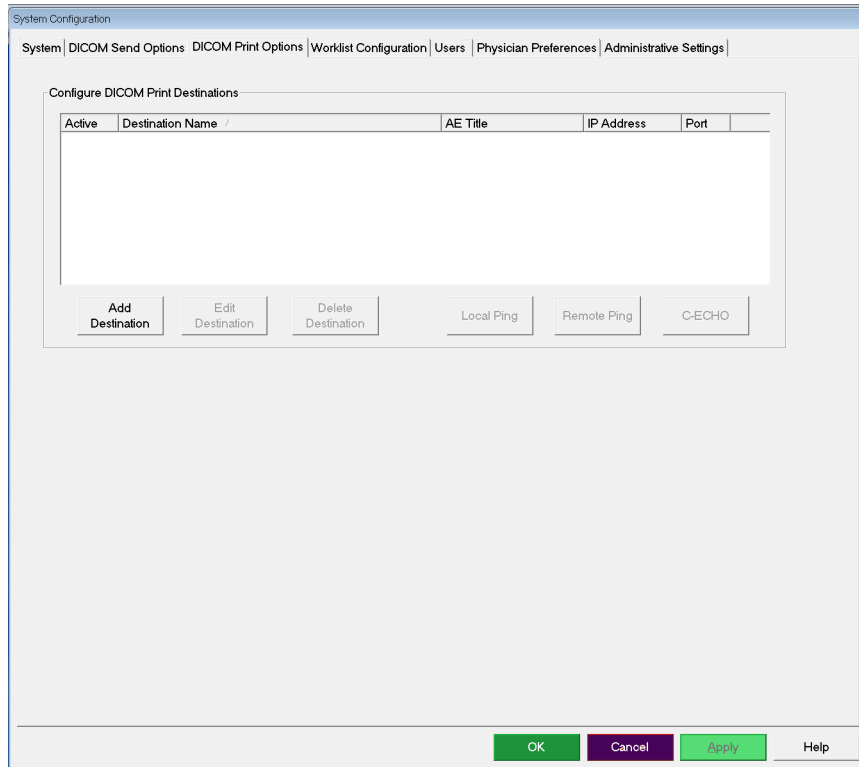 System Configuration
System DICOM Send Options DICOM Print Options Worklist Configuration Users Physician Preferences Administrative Settings
Configure DICOM Print Destinations
Active Destination Name AE Title IP Address Port
Add Destination Edit Destination Delete Destination Local Ping Remote Ping C-ECHO
OK Cancel Apply Help